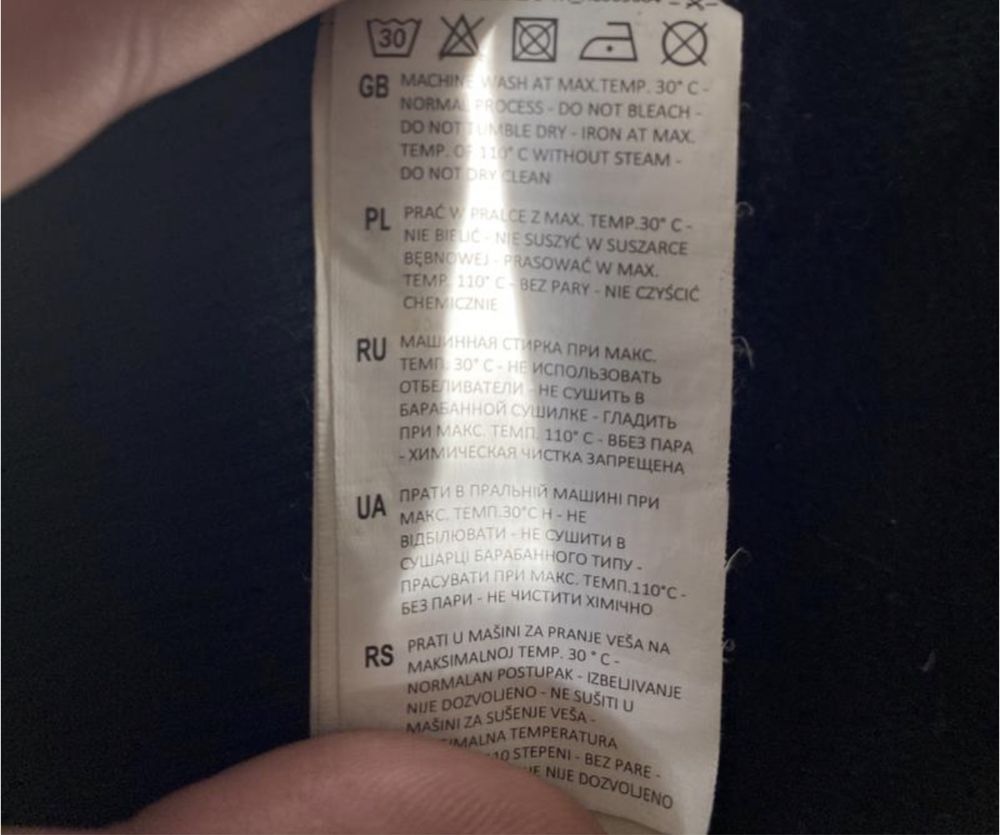 30
GB MACHINE WASH AT MAX.TEMP. 30° C -
NORMAL PROCESS - DO NOT BLEACH -
DO NOT TUMBLE DRY - IRON AT MAX.
TEMP. OF 110° C WITHOUT STEAM -
DO NOT DRY CLEAN
PL PRAĆ W PRALCE Z MAX. TEMP.30° C -
NIE BIELIĆ - NIE SUSZYĆ W SUSZARCE
BĘBNOWEJ - PRASOWAĆ W MAX.
TEMP. 110° C - BEZ PARY - NIE CZYŚCIĆ
CHEMICZNIE
RU МАШИННАЯ СТИРКА ПРИ МАКС.
ТЕМП. 30° С - НЕ ИСПОЛЬЗОВАТЬ
ОТБЕЛИВАТЕЛИ - НЕ СУШИТЬ В
БАРАБАННОЙ СУШИЛКЕ - ГЛАДИТЬ
ПРИ МАКС. ТЕМП. 110° С - ВБЕЗ ПАРА
- ХИМИЧЕСКАЯ ЧИСТКА ЗАПРЕЩЕНА
UA ПРАТИ В ПРАЛЬНІЙ МАШИНІ ПРИ
МАКС. ТЕМП.30°С Н - НЕ
ВІДБІЛЮВАТИ - НЕ СУШИТИ В
СУШАРЦІ БАРАБАННОГО ТИПУ -
ПРАСУВАТИ ПРИ МАКС. ТЕМП.110°С -
БЕЗ ПАРИ - НЕ ЧИСТИТИ ХІМІЧНО
RS PRATI U MAŠINI ZA PRANJE VEŠA NA
MAKSIMALNOJ TEMP. 30 ° C -
NORMALAN POSTUPAK - IZBELJIVANJE
NIJE DOZVOLJENO - NE SUŠITI U
MAŠINI ZA SUŠENJE VEŠA -
TEMPERATURA
STEPENI - BEZ PARE -
NIJE DOZVOLJENO